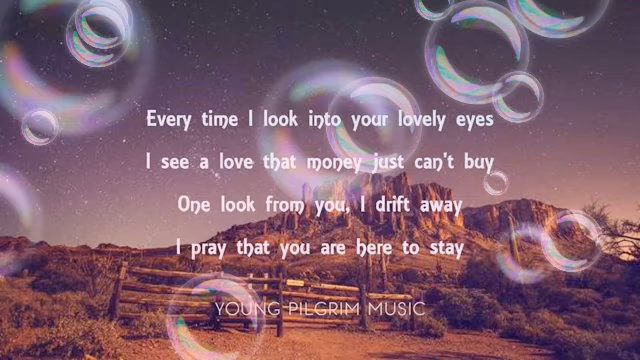 Every time I look into your lovely eyes
I see a love that money just can't buy
One look from you, I drift away
I pray that you are here to stay
YOUNG PILGRIM MUSIC